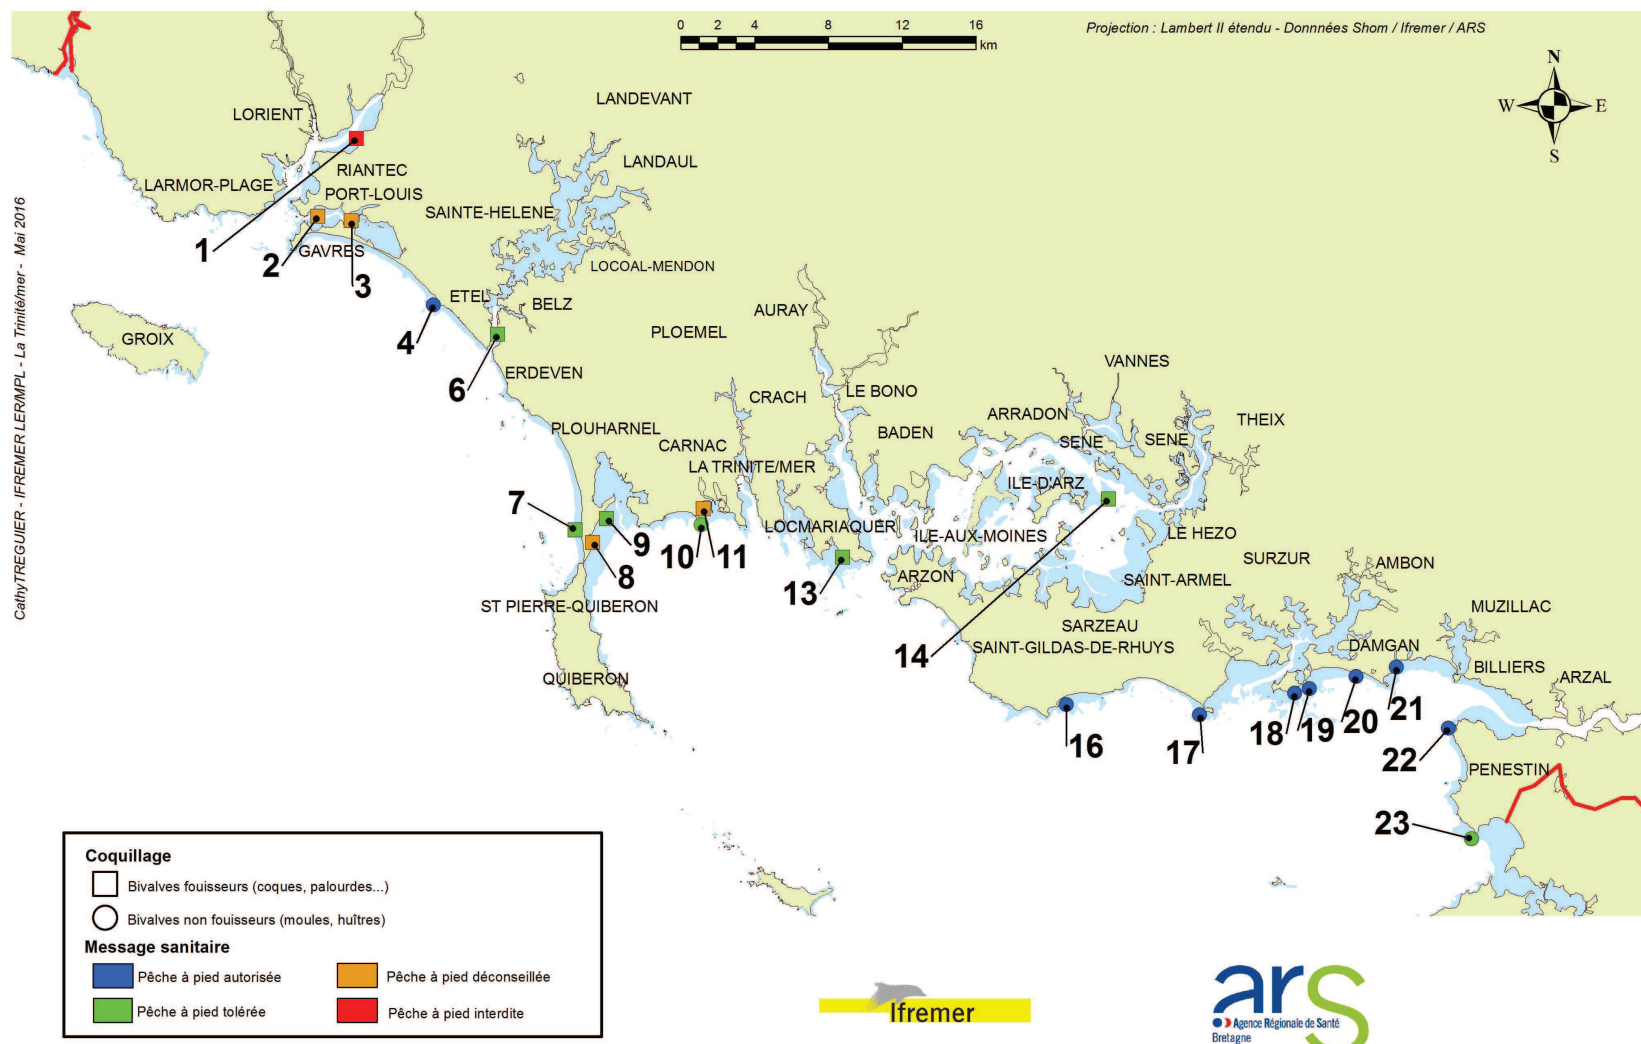 0 2 4 8 12 16
km
Projection : Lambert II étendu - Donnnées Shom / Ifremer / ARS
N
W E
S
CathyTREGUIER - IFREMER LER/MPL - La Trinité/mer - Mai 2016
LANDEVANT
LORIENT
LANDAUL
RIANTEC
LARMOR-PLAGE
PORT-LOUIS
SAINTE-HELENE
1
2
GAVRES
3
LOCOAL-MENDON
ETEL
BELZ
AURAY
4
PLOEMEL
GROIX
VANNES
6
ERDEVEN
CRACH
LE BONO
ARRADON
THEIX
PLOUHARNEL
BADEN
CARNAC
SENE
SENE
LA TRINITE/MER
ILE-D'ARZ
7
LOCMARIAQUER
ILE-AUX-MOINES
LE HEZO
9
10
11
8
SURZUR
AMBON
ARZON
SAINT-ARMEL
13
ST PIERRE-QUIBERON
MUZILLAC
SARZEAU
14
SAINT-GILDAS-DE-RHUYS
DAMGAN
BILLIERS
QUIBERON
ARZAL
16
17
18
19
20
21
22
PENESTIN
23
Coquillage
Bivalves fouisseurs (coques, palourdes...)
Bivalves non fouisseurs (moules, huîtres)
Message sanitaire
Pêche à pied autorisée
Pêche à pied déconseillée
Pêche à pied tolérée
Pêche à pied interdite
Ifremer
ars
Agence Régionale de Santé
Bretagne